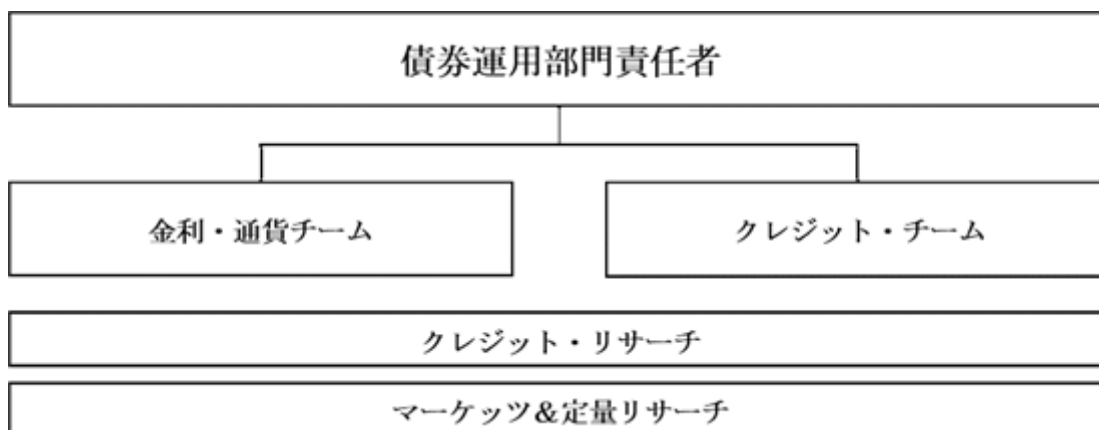 債券運用部門責任者
金利・通貨チーム
クレジット・チーム
クレジット・リサーチ
マーケッツ&定量リサーチ